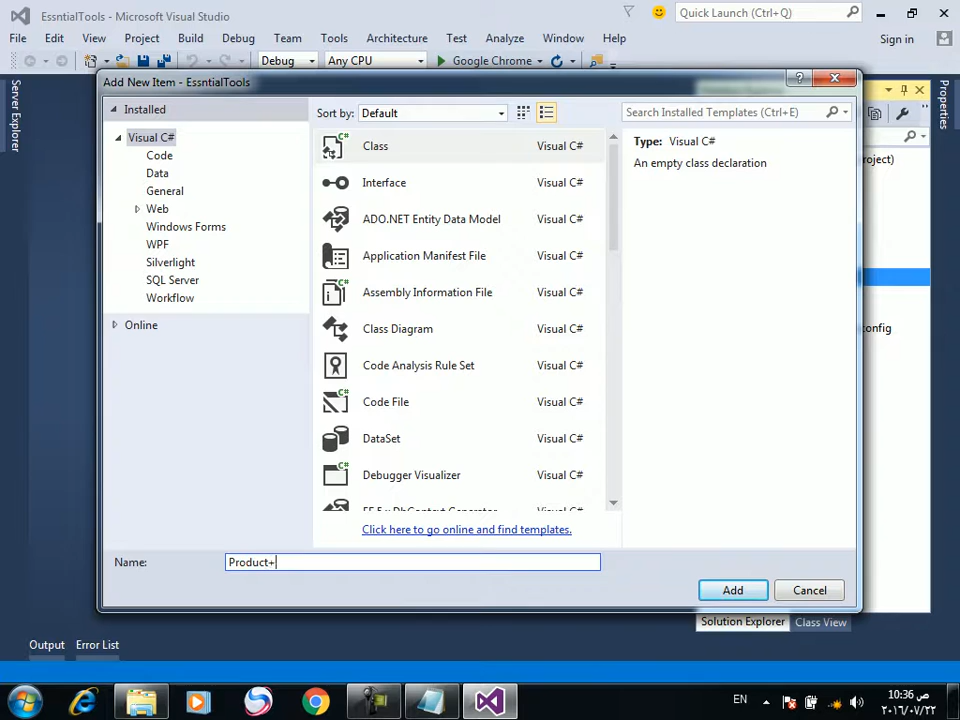 EssntialTools - Microsoft Visual Studio
Quick Launch (Ctrl+Q)
File Edit View Project Build Debug Team Tools Architecture Test Analyze Window Help
Sign in
Debug Any CPU Google Chrome
Add New Item - EssntialTools
?
Server Explorer
Properties
Installed
Sort by: Default
Search Installed Templates (Ctrl+E)
Visual C#
Code
Data
General
Web
Windows Forms
WPF
Silverlight
SQL Server
Workflow
Online
Class Visual C#
Interface Visual C#
ADO.NET Entity Data Model Visual C#
Application Manifest File Visual C#
Assembly Information File Visual C#
Class Diagram Visual C#
Code Analysis Rule Set Visual C#
Code File Visual C#
DataSet Visual C#
Debugger Visualizer Visual C#
Click here to go online and find templates.
Type: Visual C#
An empty class declaration
Name: Product+
Add Cancel
Solution Explorer Class View
Output Error List
EN
10:36 ص
٢٠١٦/٠٧/٢٢